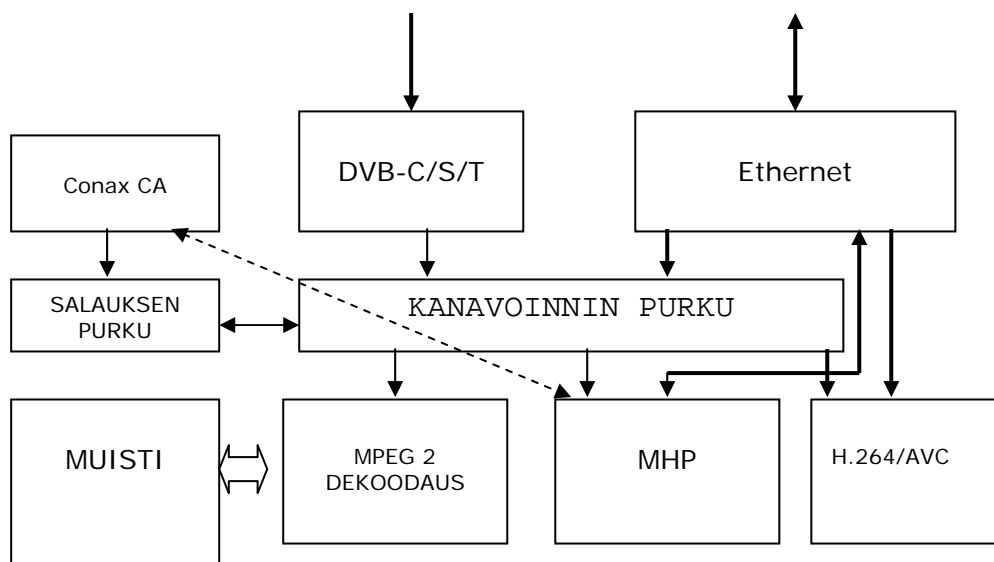 DVB-C/S/T
Ethernet
Conax CA
SALAUKSEN
PURKU
KANAVOINNIN PURKU
MUISTI
MPEG 2
DEKOODAUS
MHP
H.264/AVC